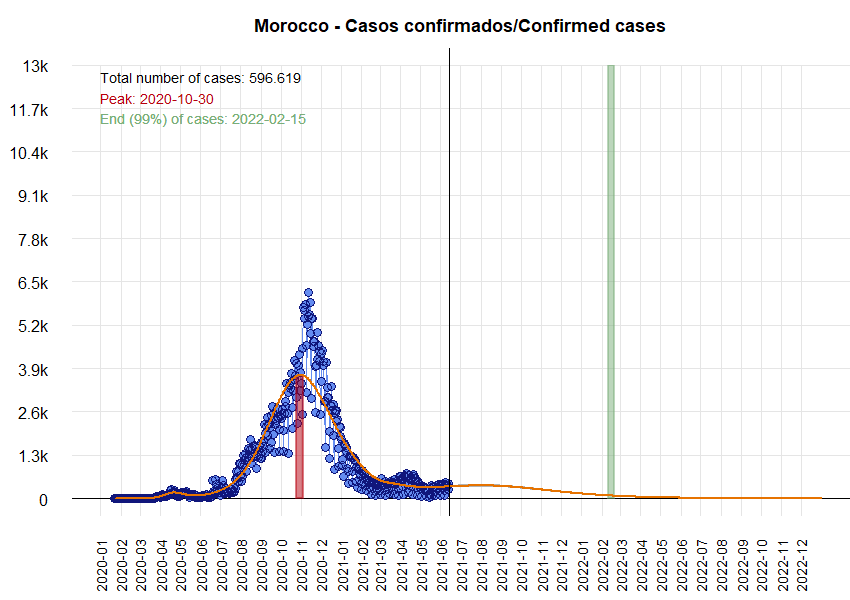 Morocco - Casos confirmados/Confirmed cases
Total number of cases: 596.619
Peak: 2020-10-30
End (99%) of cases: 2022-02-15
13k
11.7k
10.4k
9.1k
7.8k
6.5k
5.2k
3.9k
2.6k
1.3k
0
2020-01
2020-02
2020-03
2020-04
2020-05
2020-06
2020-07
2020-08
2020-09
2020-10
2020-11
2020-12
2021-01
2021-02
2021-03
2021-04
2021-05
2021-06
2021-07
2021-08
2021-09
2021-10
2021-11
2021-12
2022-01
2022-02
2022-03
2022-04
2022-05
2022-06
2022-07
2022-08
2022-09
2022-10
2022-11
2022-12